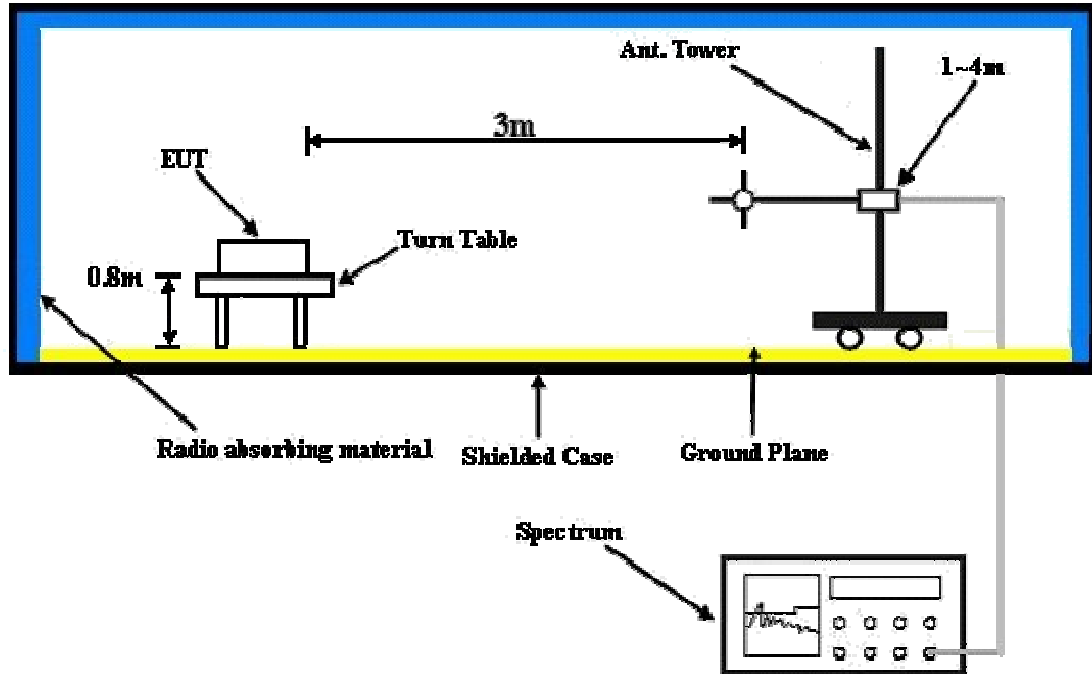 Ant. Tower
1~4m
3m
EUT
Turn Table
0.8m
Radio absorbing material
Shielded Case
Ground Plane
Spectrum